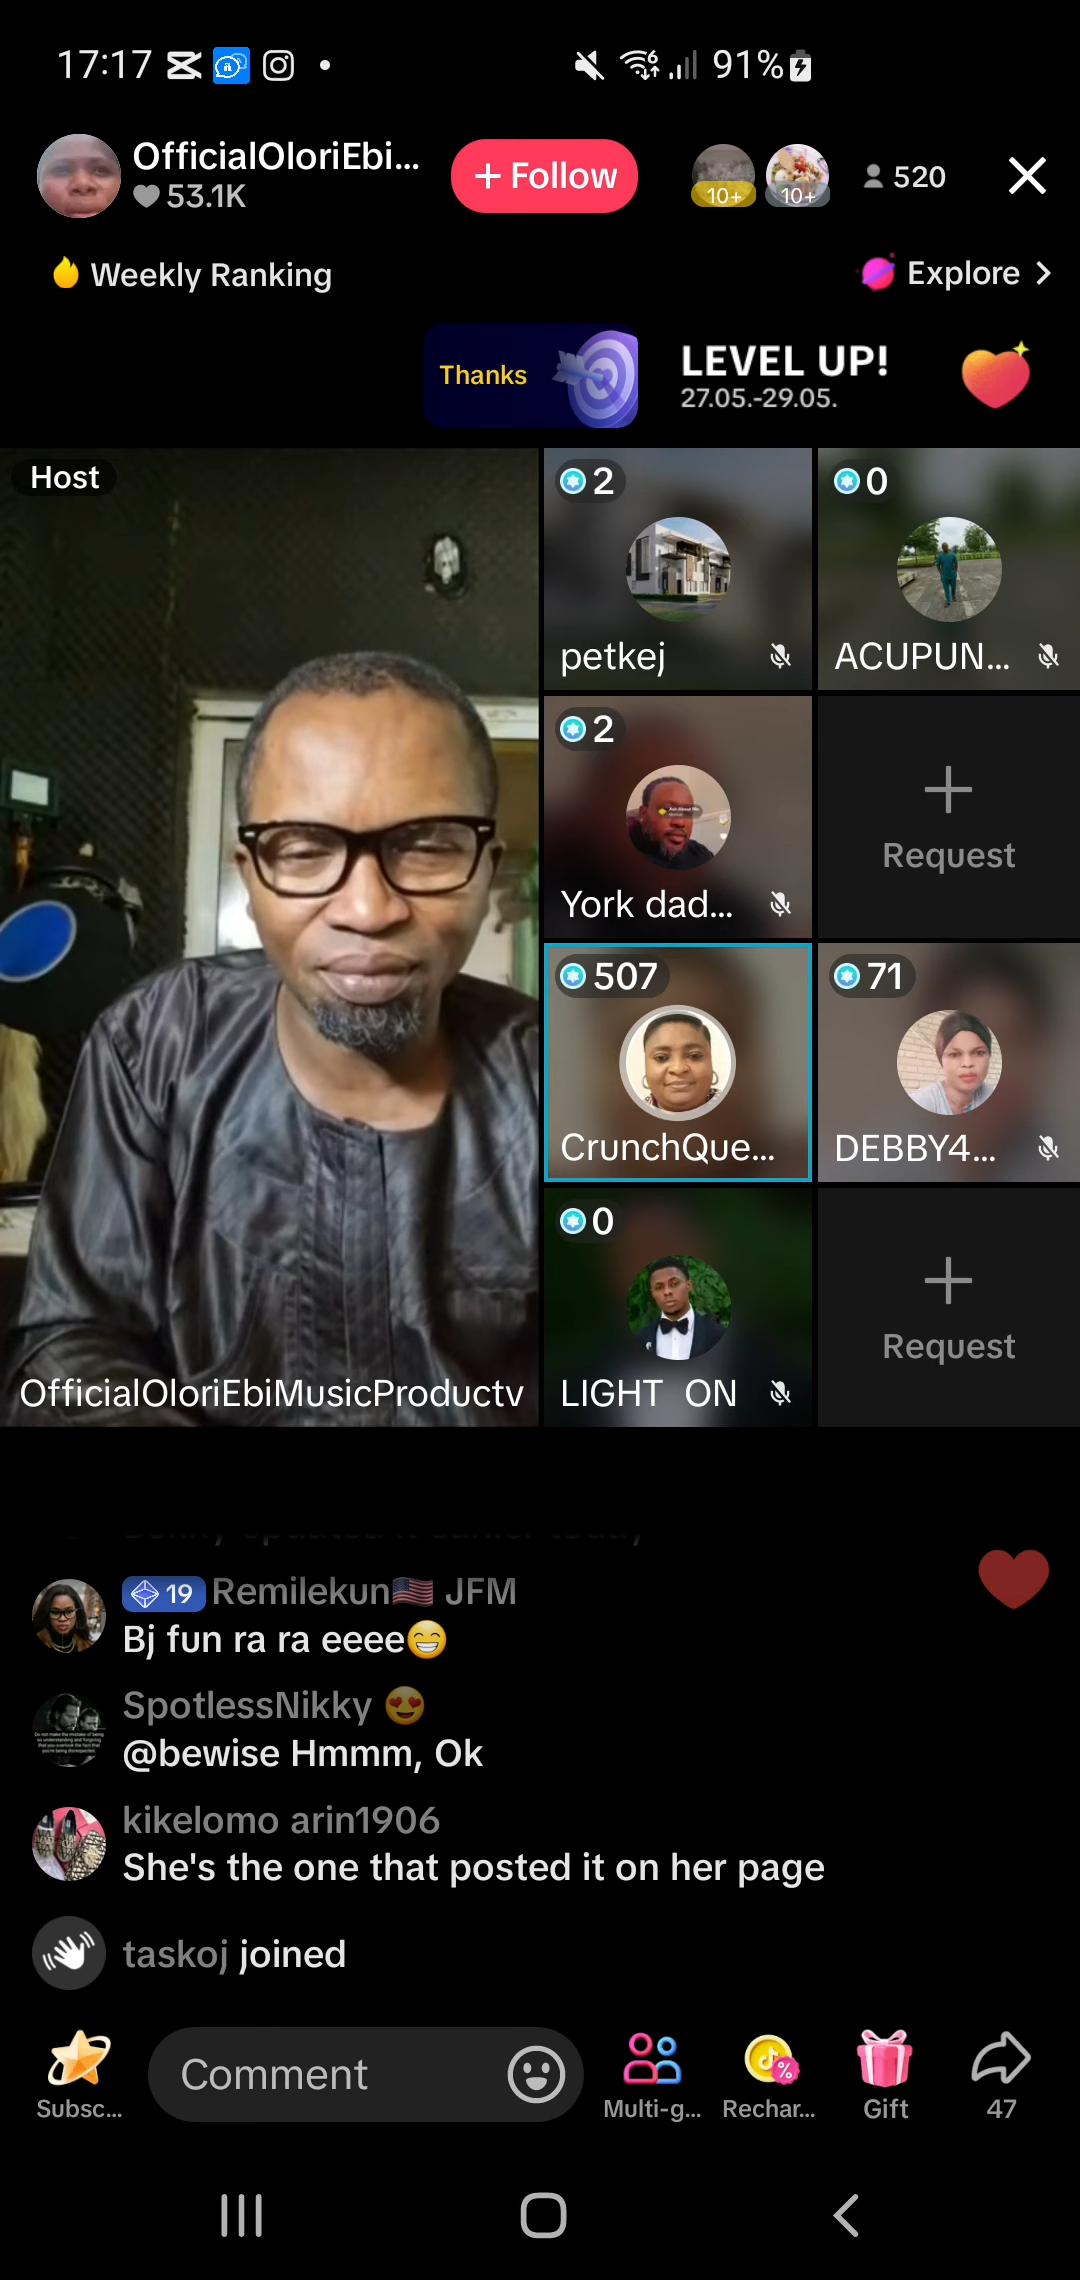 17:17
91%
OfficialOloriEbi...
53.1K
+ Follow
10+
10+
520
Weekly Ranking
Explore >
Thanks
LEVEL UP!
27.05.-29.05.
Host
2
petkej
0
ACUPUN...
2
York dad...
Request
507
CrunchQue...
71
DEBBY4...
0
LIGHT ON
Request
OfficialOloriEbiMusicProductv
19 Remilekun🇺🇸 JFM
Bj fun ra ra eeee😁
SpotlessNikky 😍
@bewise Hmmm, Ok
kikelomo arin1906
She's the one that posted it on her page
taskoj joined
Subsc...
Comment
Multi-g...
Rechar...
Gift
47